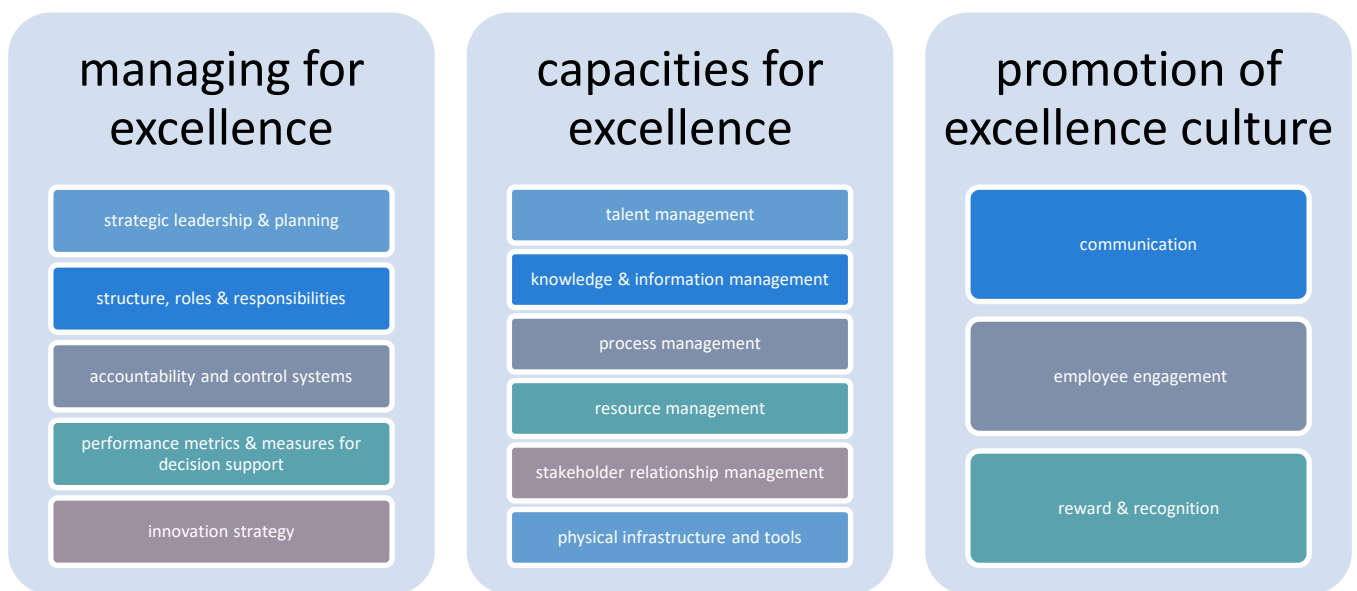 managing for
excellence
strategic leadership & planning
structure, roles & responsibilities
accountability and control systems
performance metrics & measures for
decision support
innovation strategy
capacities for
excellence
talent management
knowledge & information management
process management
resource management
stakeholder relationship management
physical infrastructure and tools
promotion of
excellence culture
communication
employee engagement
reward & recognition